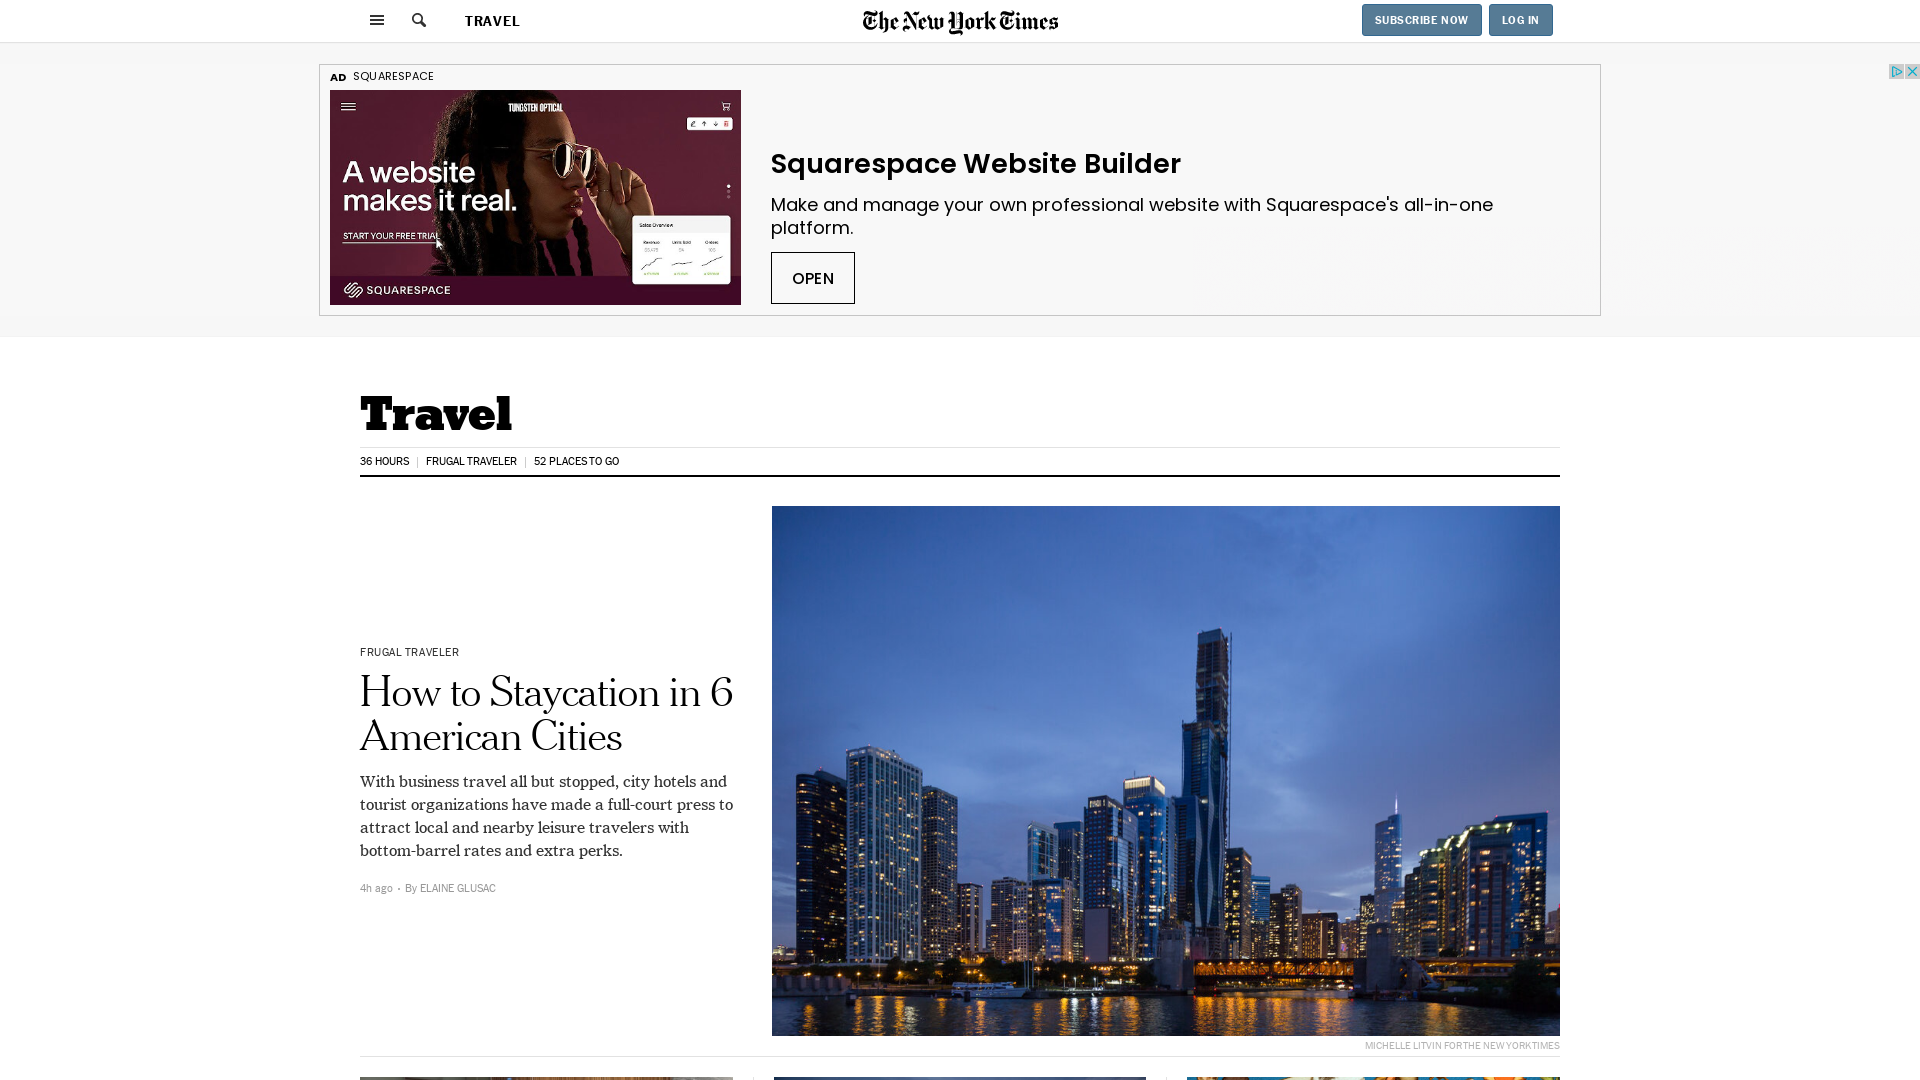 TRAVEL
The New York Times
SUBSCRIBE NOW
LOG IN
AD SQUARESPACE
TUNGSTEN OPTICAL
A website
makes it real.
START YOUR FREE TRIAL
Sales Overview
Revenue
Units Sold
Orders
SQUARESPACE
Squarespace Website Builder
Make and manage your own professional website with Squarespace's all-in-one
platform.
OPEN
Travel
36 HOURS
FRUGAL TRAVELER
52 PLACES TO GO
FRUGAL TRAVELER
How to Staycation in 6
American Cities
With business travel all but stopped, city hotels and
tourist organizations have made a full-court press to
attract local and nearby leisure travelers with
bottom-barrel rates and extra perks.
4h ago • By ELAINE GLUSAC
MICHELLE LITVIN FOR THE NEW YORK TIMES